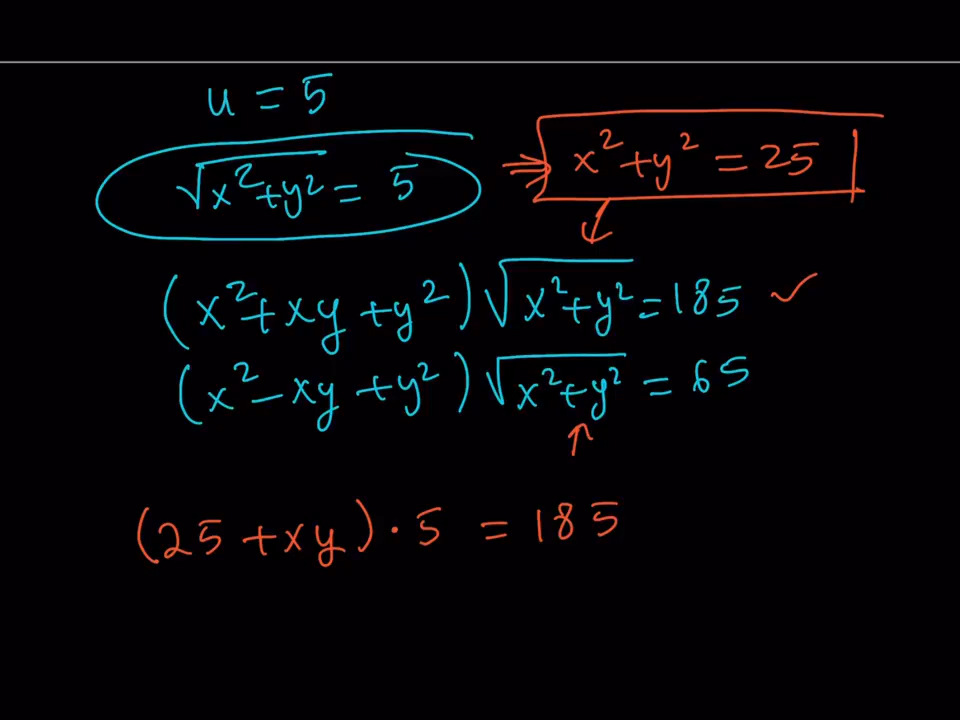 u = 5
√x²+y² = 5 ⇒ x²+y² = 25
(x²+xy+y²)√x²+y² = 185 ✓
(x²-xy+y²)√x²+y² = 65
(25+xy)·5 = 185